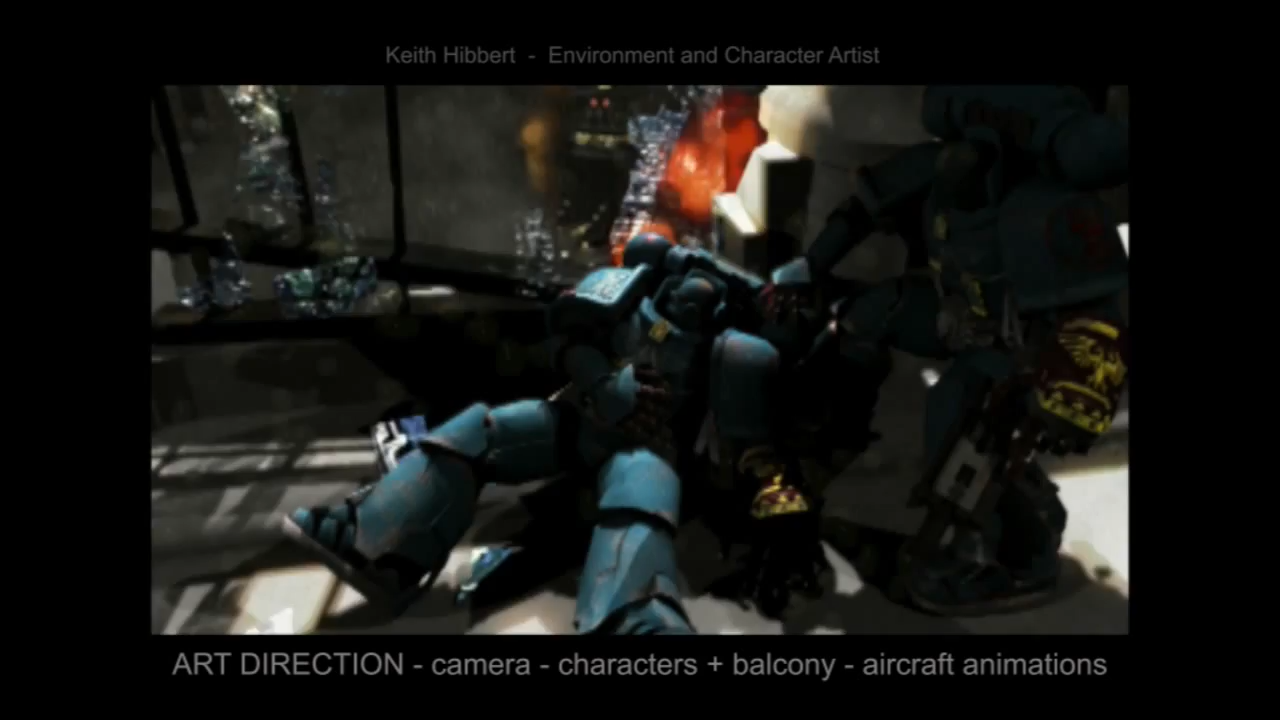 Keith Hibbert - Environment and Character Artist
ART DIRECTION - camera - characters + balcony - aircraft animations